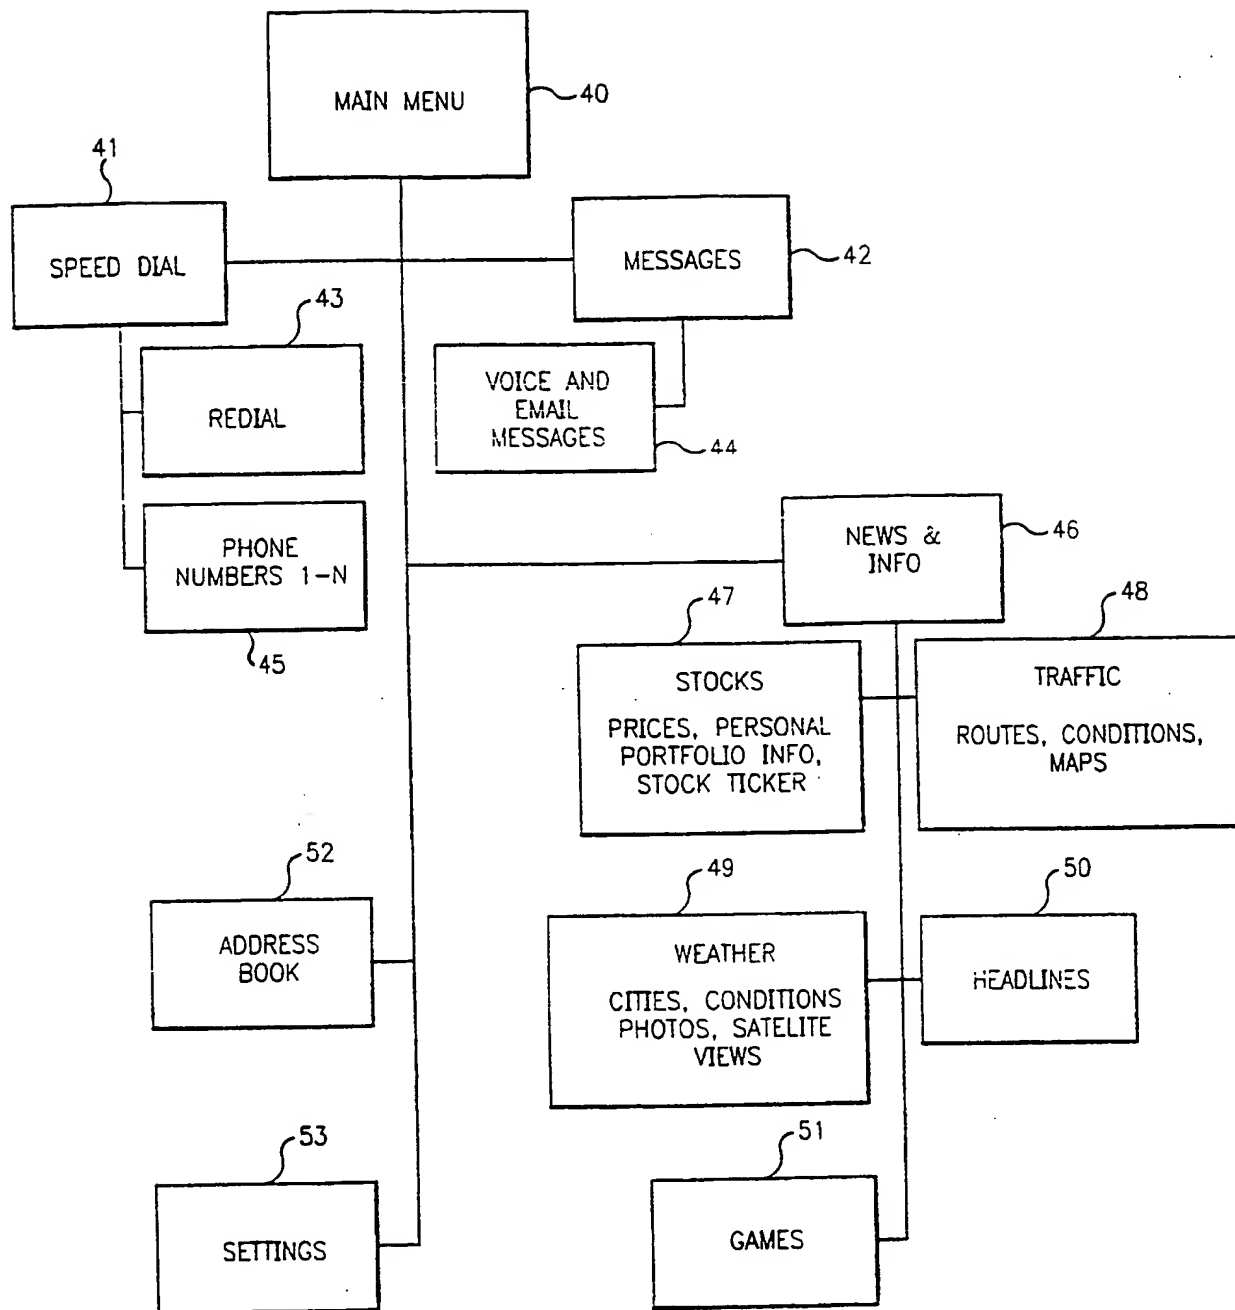 MAIN MENU
40
41
SPEED DIAL
MESSAGES
42
43
REDIAL
VOICE AND
EMAIL
MESSAGES
44
PHONE
NUMBERS 1-N
45
NEWS &
INFO
46
47
STOCKS
PRICES, PERSONAL
PORTFOLIO INFO,
STOCK TICKER
48
TRAFFIC
ROUTES, CONDITIONS,
MAPS
52
ADDRESS
BOOK
49
WEATHER
CITIES, CONDITIONS
PHOTOS, SATELITE
VIEWS
50
HEADLINES
53
SETTINGS
51
GAMES